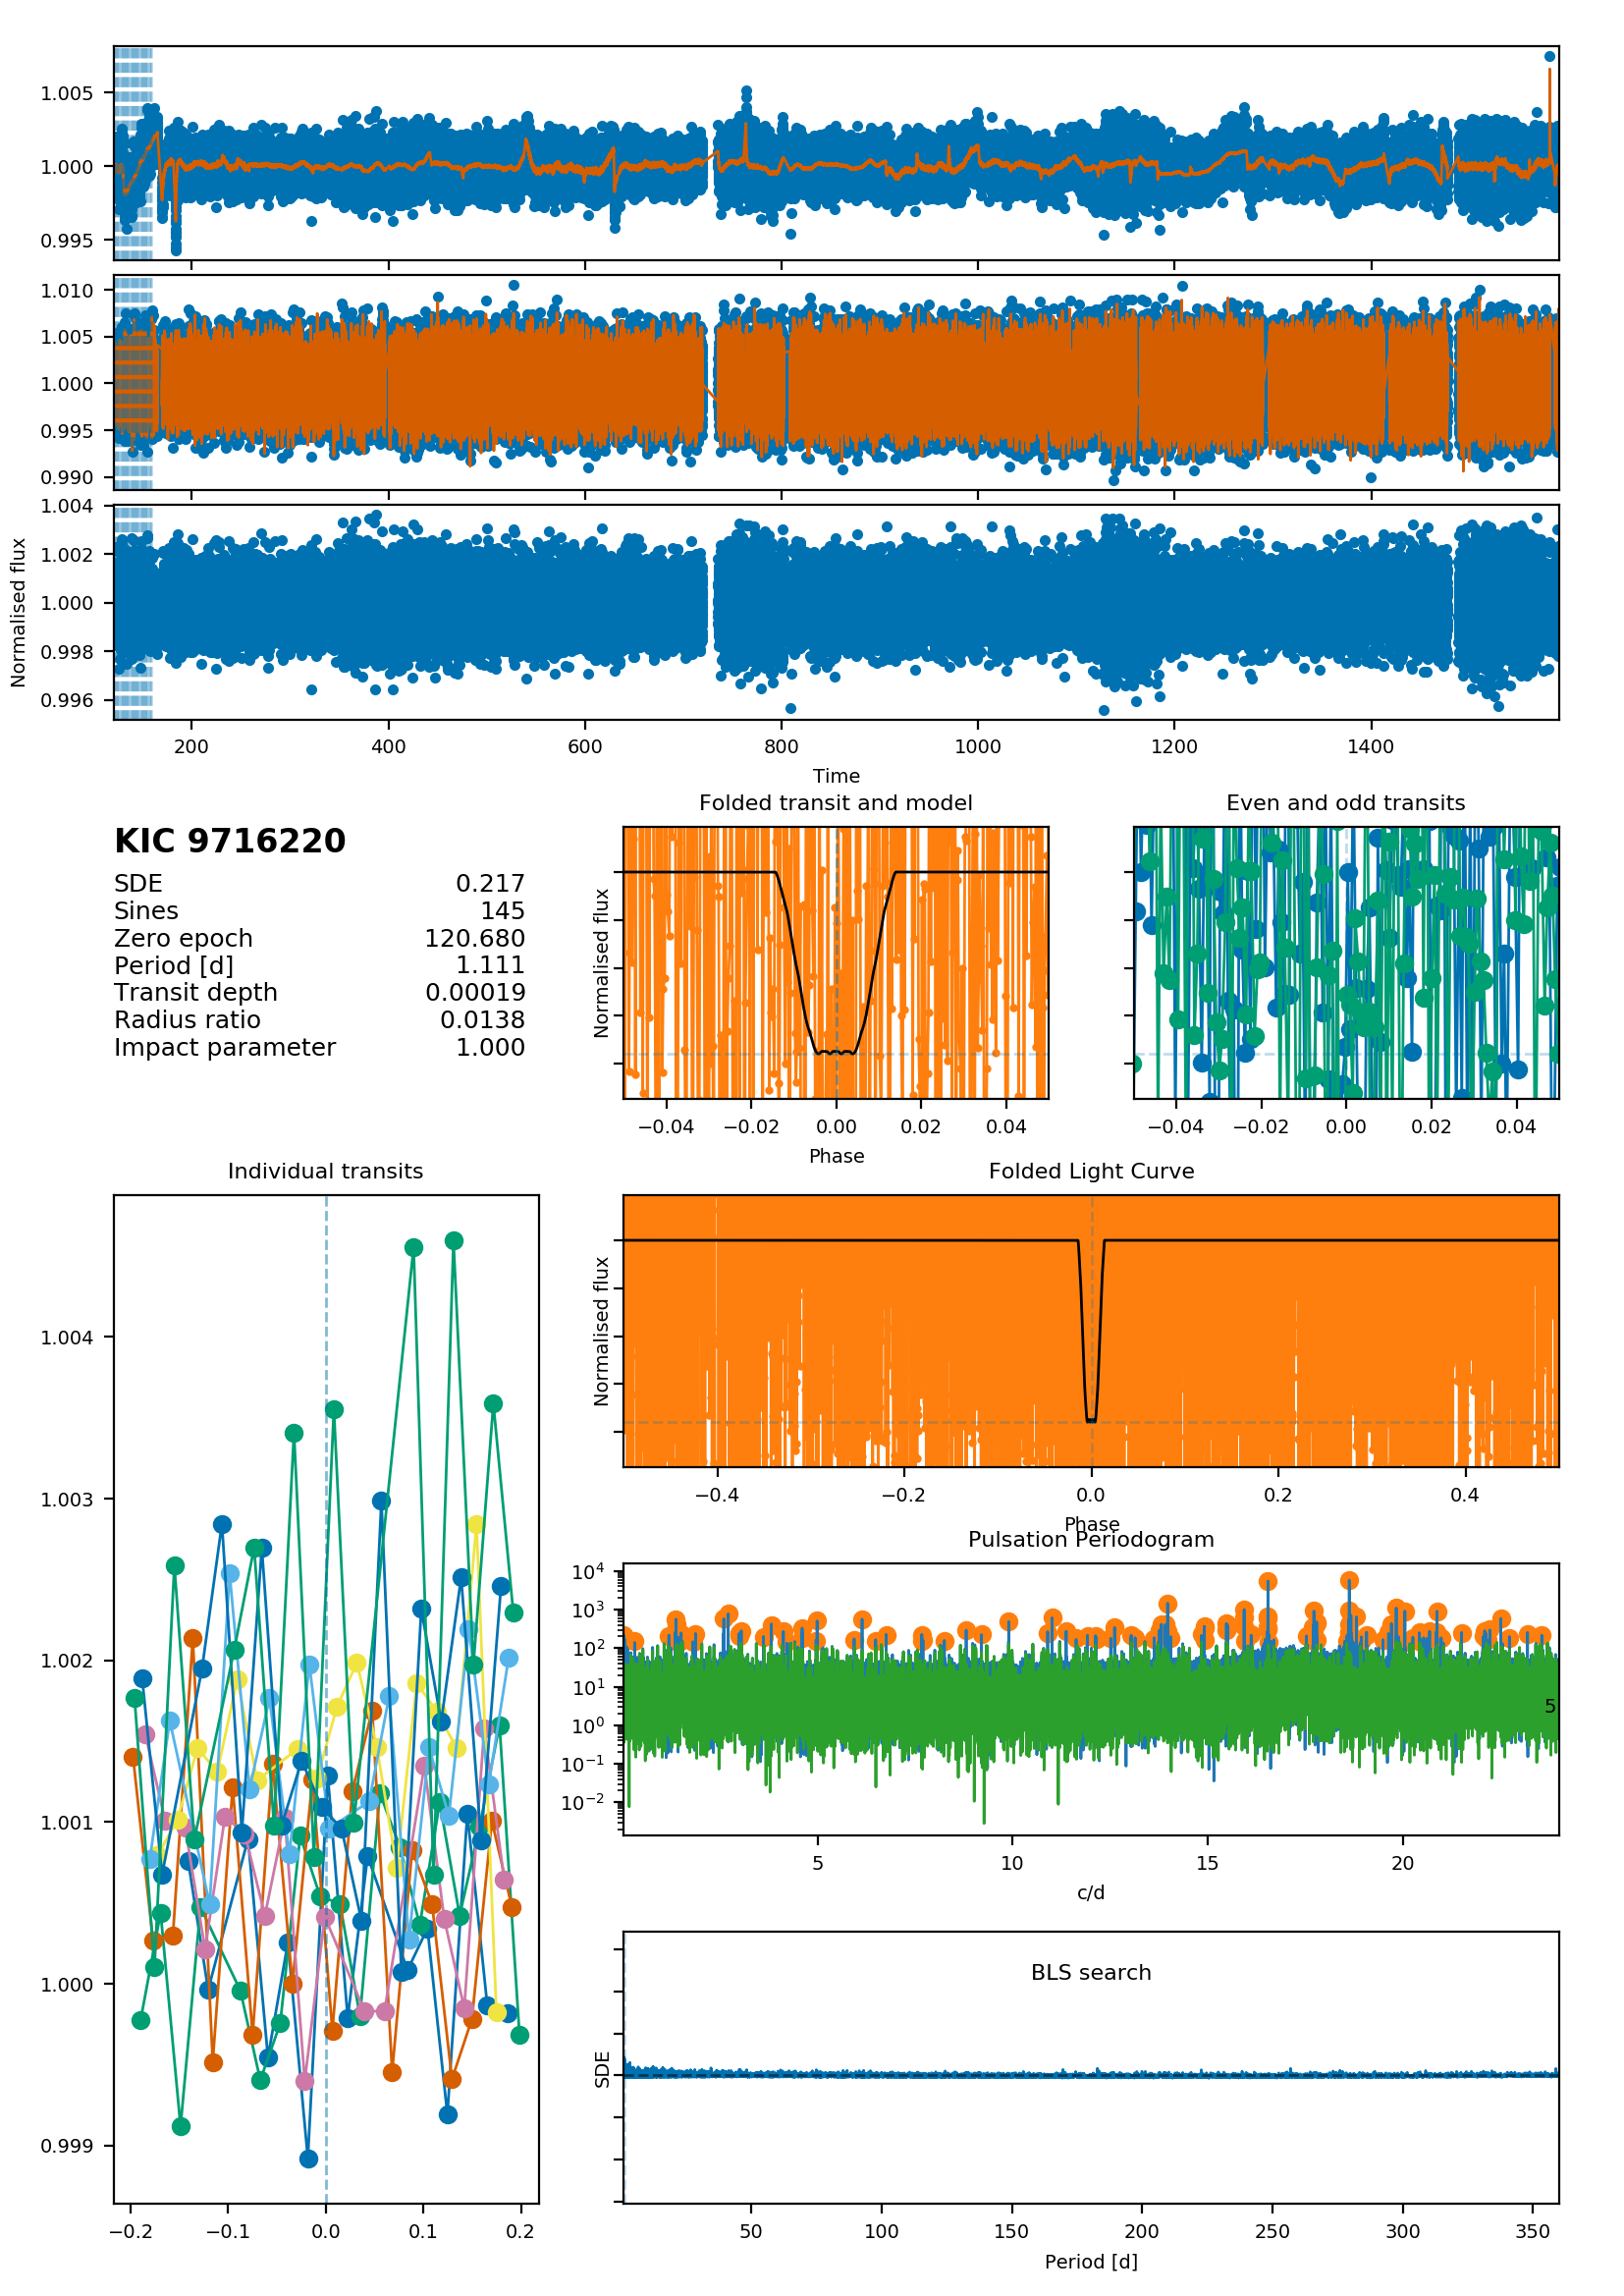 1.005
1.000
0.995
1.010
1.005
1.000
0.995
0.990
1.004
1.002
1.000
0.998
0.996
Normalised flux
200 400 600 800 1000 1200 1400
Time
KIC 9716220
SDE 0.217
Sines 145
Zero epoch 120.680
Period [d] 1.111
Transit depth 0.00019
Radius ratio 0.0138
Impact parameter 1.000
Folded transit and model
Normalised flux
−0.04 −0.02 0.00 0.02 0.04
Phase
Even and odd transits
−0.04 −0.02 0.00 0.02 0.04
Individual transits
1.004
1.003
1.002
1.001
1.000
0.999
−0.2 −0.1 0.0 0.1 0.2
Folded Light Curve
Normalised flux
−0.4 −0.2 0.0 0.2 0.4
Phase
Pulsation Periodogram
10⁴
10³
10²
10¹
10⁰
10⁻¹
10⁻²
5
5 10 15 20
c/d
BLS search
SDE
50 100 150 200 250 300 350
Period [d]